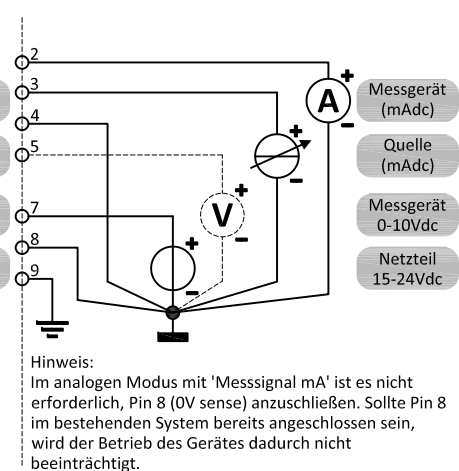 2
3
4
5
7
8
9
+
A
−
+
−
+
V
−
+
−
Messgerät
(mAdc)
Quelle
(mAdc)
Messgerät
0-10Vdc
Netzteil
15-24Vdc
Hinweis:
Im analogen Modus mit 'Messsignal mA' ist es nicht
erforderlich, Pin 8 (0V sense) anzuschließen. Sollte Pin 8
im bestehenden System bereits angeschlossen sein,
wird der Betrieb des Gerätes dadurch nicht
beeinträchtigt.